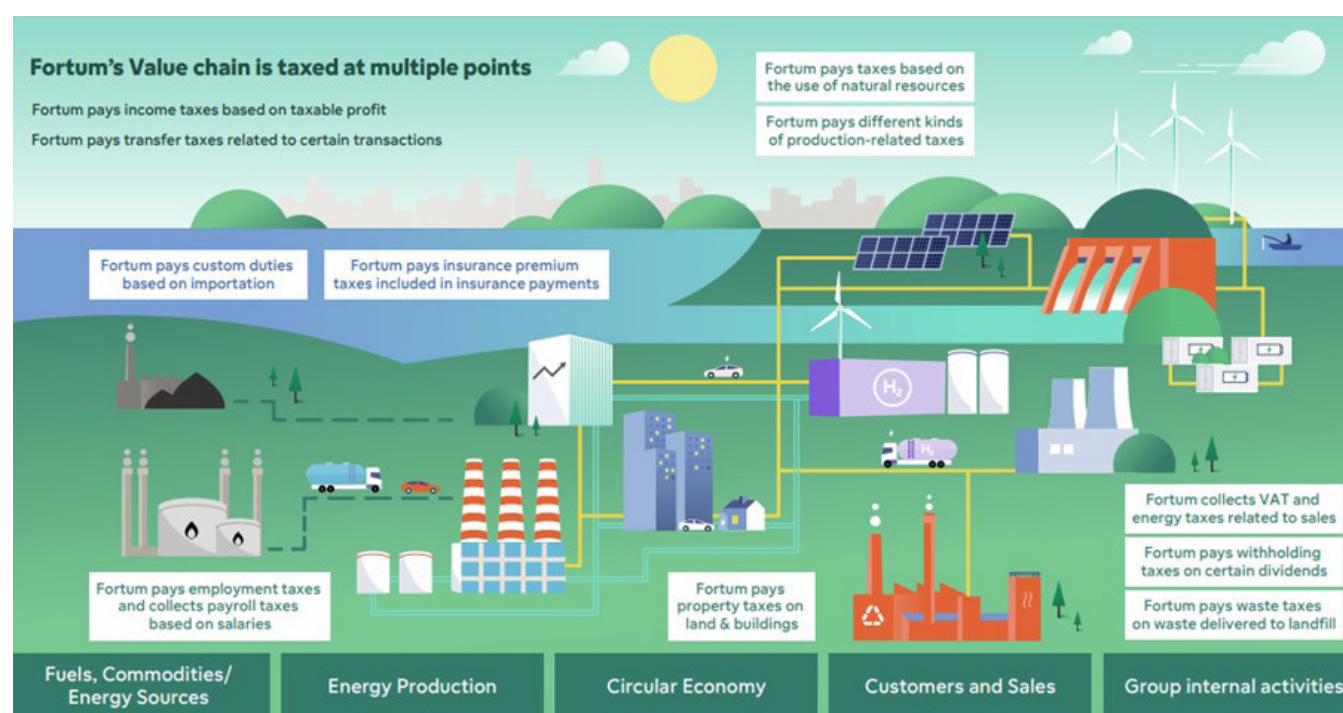 Fortum's Value chain is taxed at multiple points
Fortum pays income taxes based on taxable profit
Fortum pays transfer taxes related to certain transactions
Fortum pays taxes based on
the use of natural resources
Fortum pays different kinds
of production-related taxes
Fortum pays custom duties
based on importation
Fortum pays insurance premium
taxes included in insurance payments
H₂
H₂
Fortum collects VAT and
energy taxes related to sales
Fortum pays withholding
taxes on certain dividends
Fortum pays waste taxes
on waste delivered to landfill
Fortum pays employment taxes
and collects payroll taxes
based on salaries
Fortum pays
property taxes on
land & buildings
Fuels, Commodities/
Energy Sources
Energy Production
Circular Economy
Customers and Sales
Group internal activities